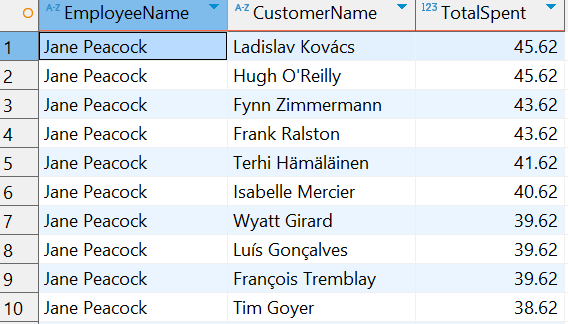 A-Z EmployeeName A-Z CustomerName 123 TotalSpent
1 Jane Peacock Ladislav Kovács 45.62
2 Jane Peacock Hugh O'Reilly 45.62
3 Jane Peacock Fynn Zimmermann 43.62
4 Jane Peacock Frank Ralston 43.62
5 Jane Peacock Terhi Hämäläinen 41.62
6 Jane Peacock Isabelle Mercier 40.62
7 Jane Peacock Wyatt Girard 39.62
8 Jane Peacock Luís Gonçalves 39.62
9 Jane Peacock François Tremblay 39.62
10 Jane Peacock Tim Goyer 38.62